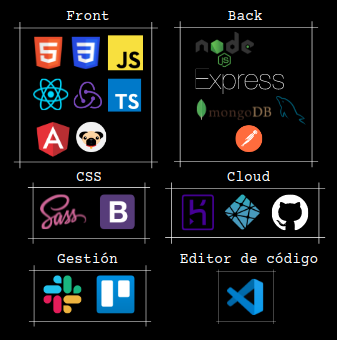 Front
Back
5
3
JS
node
JS
Express
TS
mongoDB
A
CSS
Cloud
Sass
B
Gestión
Editor de código